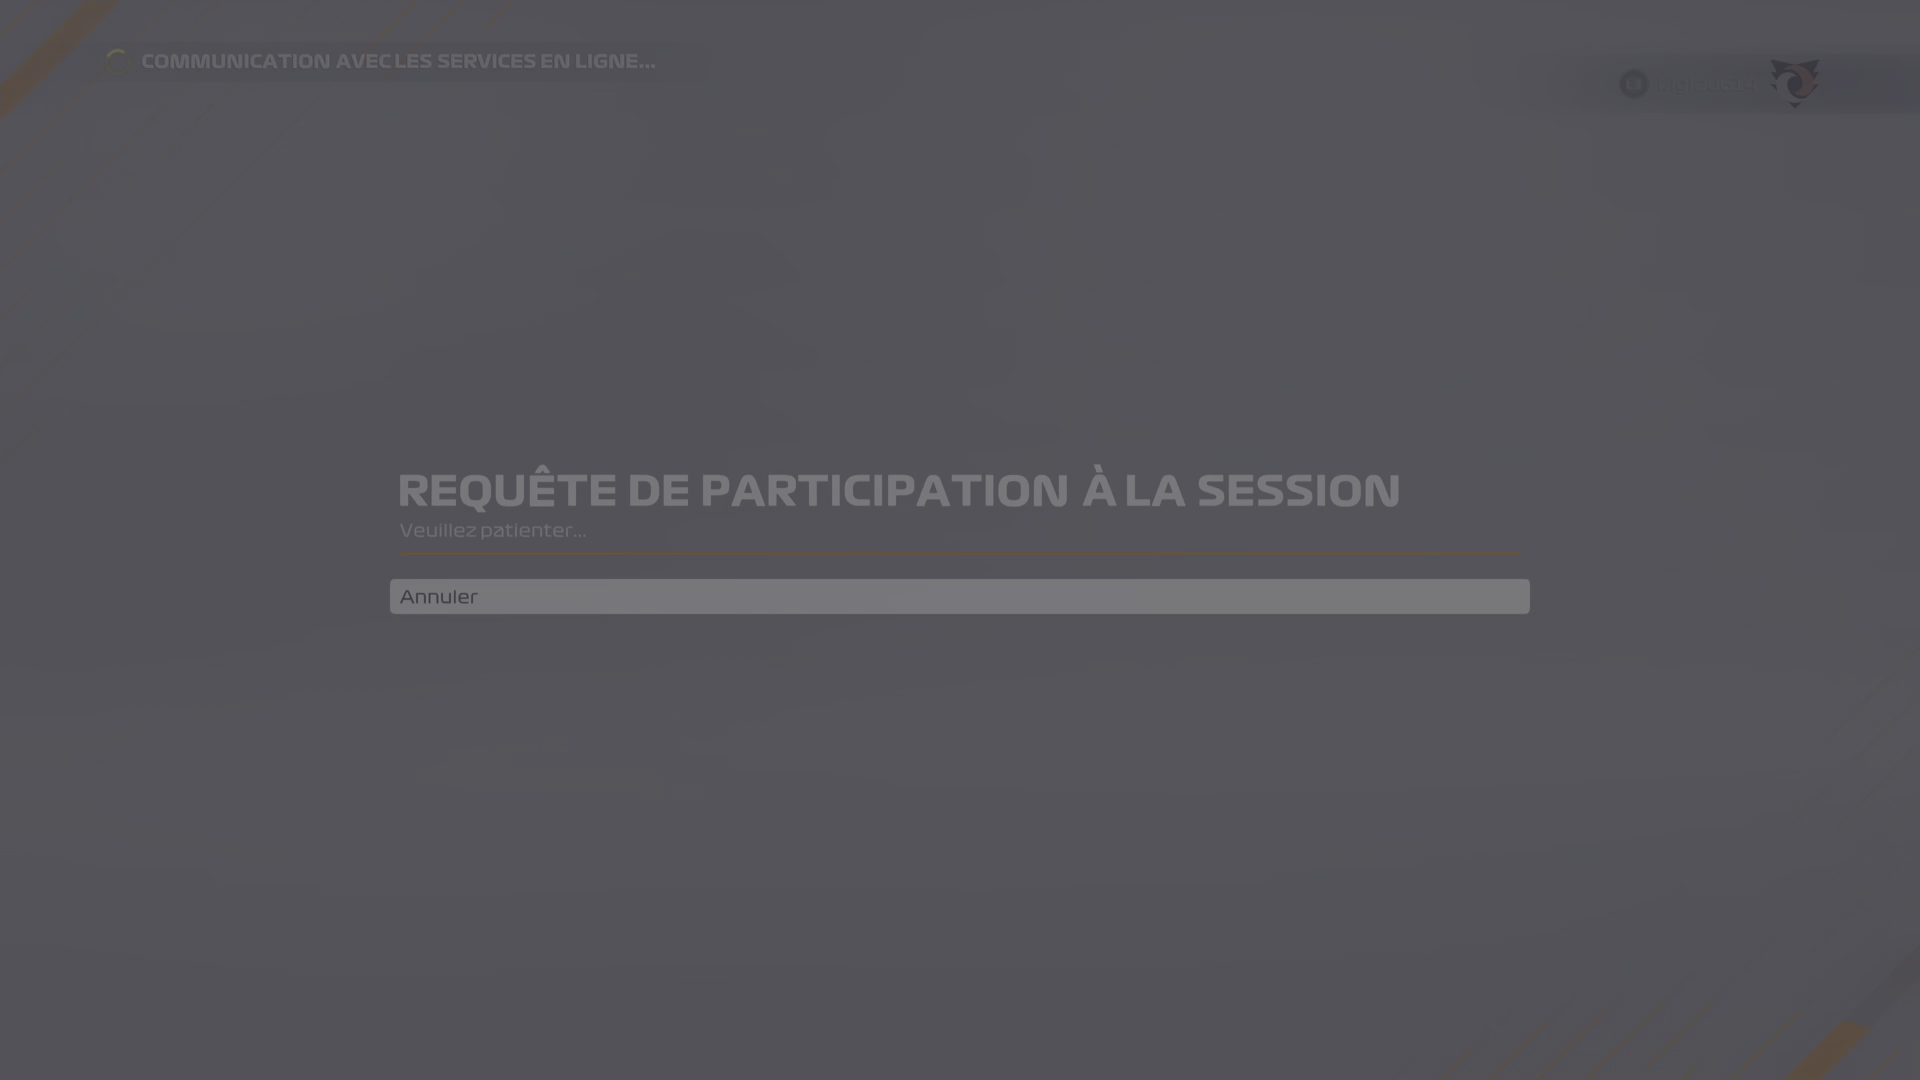 COMMUNICATION AVEC LES SERVICES EN LIGNE...
REQUÊTE DE PARTICIPATION À LA SESSION
Veuillez patienter...
Annuler